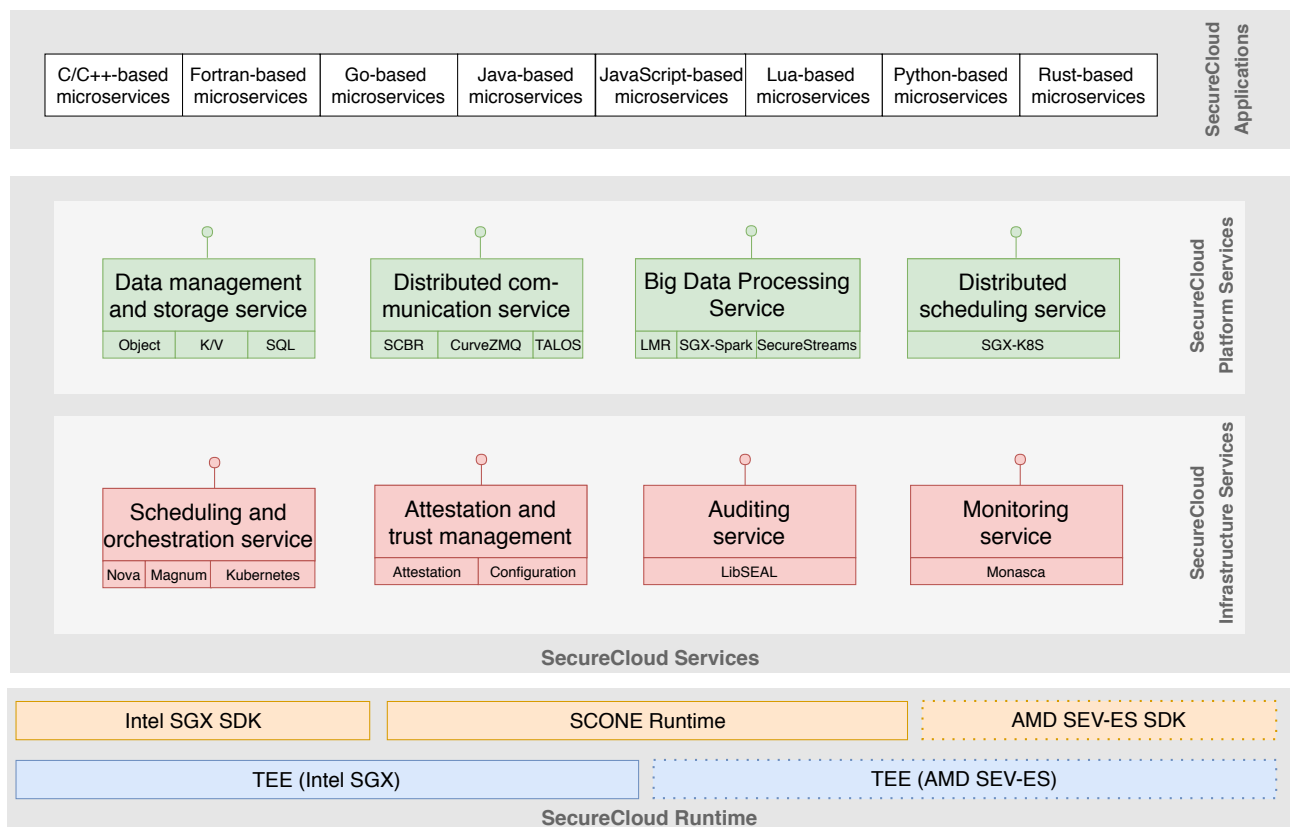 C/C++-based
microservices
Fortran-based
microservices
Go-based
microservices
Java-based
microservices
JavaScript-based
microservices
Lua-based
microservices
Python-based
microservices
Rust-based
microservices
SecureCloud
Applications
Data management
and storage service
Object
K/V
SQL
Distributed com-
munication service
SCBR
CurveZMQ
TALOS
Big Data Processing
Service
LMR
SGX-Spark
SecureStreams
Distributed
scheduling service
SGX-K8S
SecureCloud
Platform Services
Scheduling and
orchestration service
Nova
Magnum
Kubernetes
Attestation and
trust management
Attestation
Configuration
Auditing
service
LibSEAL
Monitoring
service
Monasca
SecureCloud
Infrastructure Services
SecureCloud Services
Intel SGX SDK
SCONE Runtime
AMD SEV-ES SDK
TEE (Intel SGX)
TEE (AMD SEV-ES)
SecureCloud Runtime